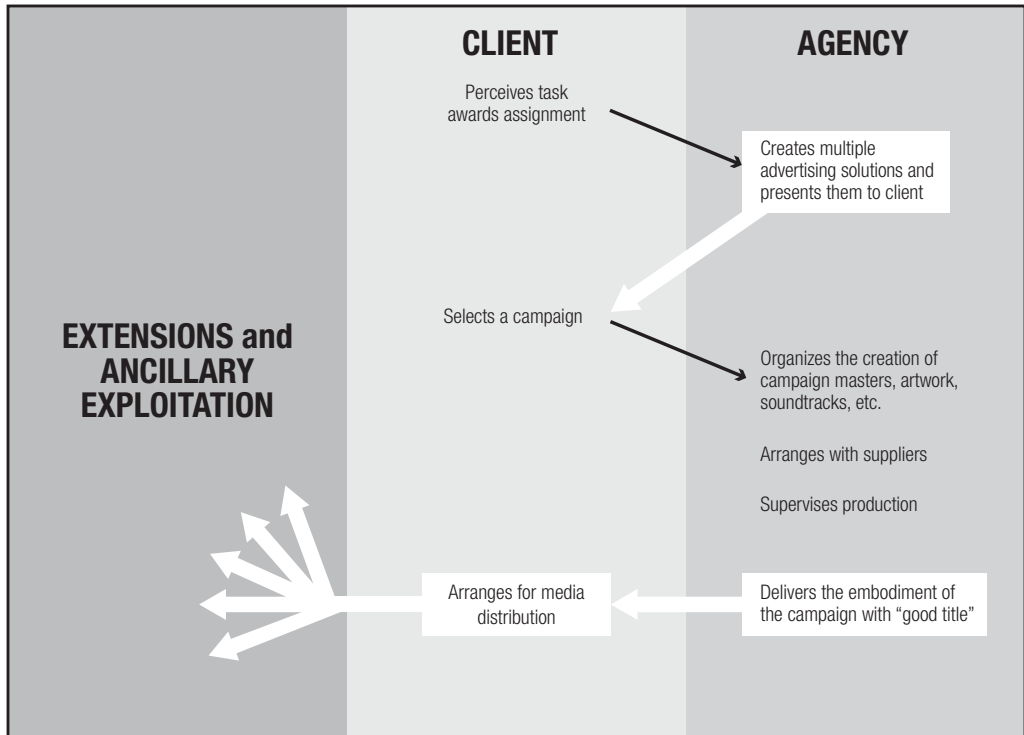 CLIENT
AGENCY
Perceives task
awards assignment
Creates multiple
advertising solutions and
presents them to client
Selects a campaign
EXTENSIONS and
ANCILLARY
EXPLOITATION
Organizes the creation of
campaign masters, artwork,
soundtracks, etc.
Arranges with suppliers
Supervises production
Arranges for media
distribution
Delivers the embodiment of
the campaign with “good title”